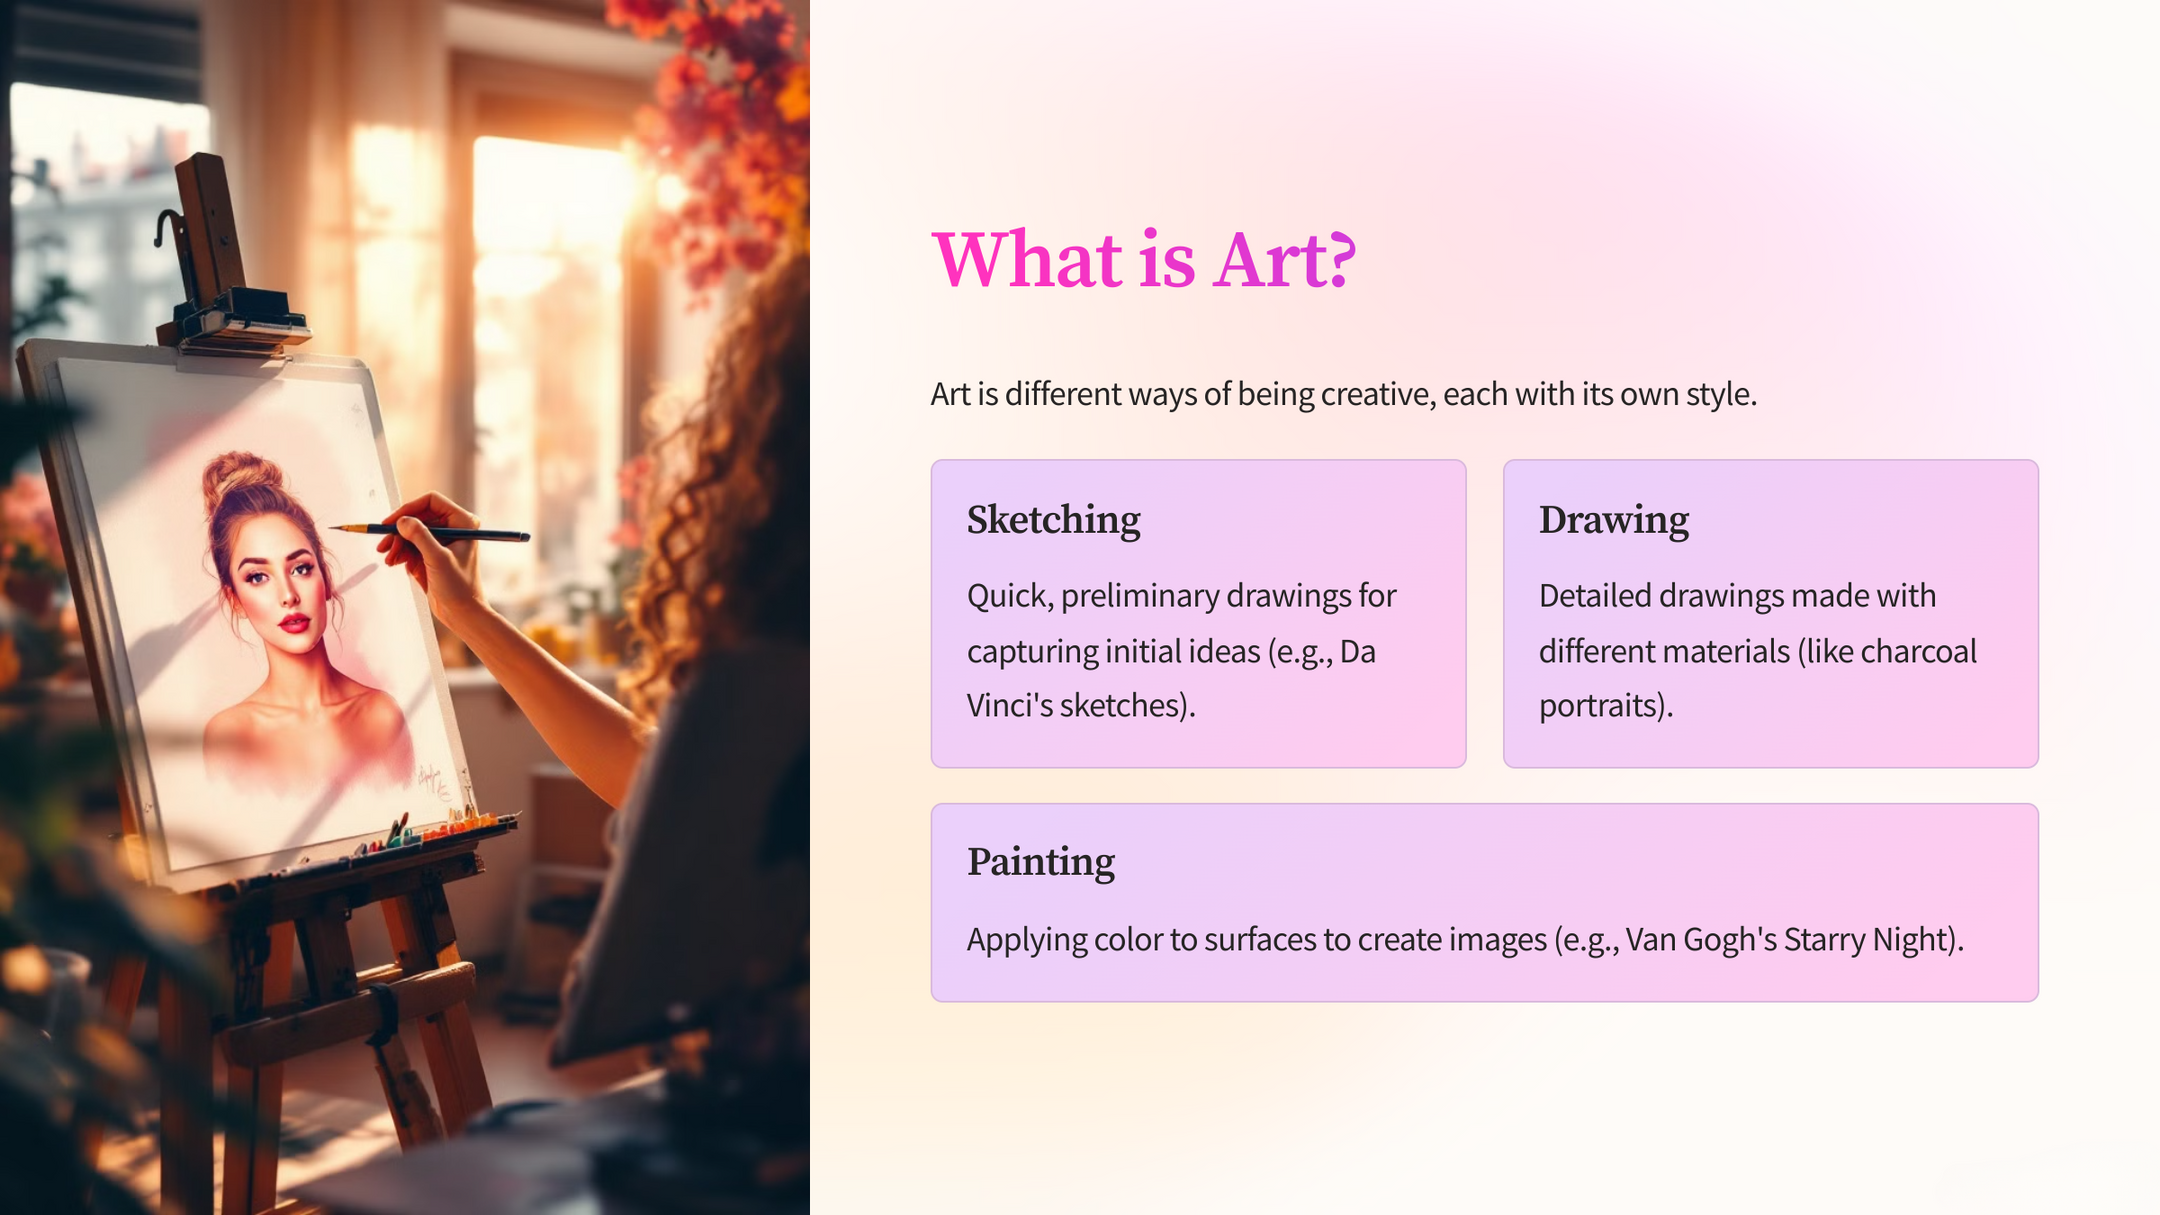 What is Art?
Art is different ways of being creative, each with its own style.
Sketching
Quick, preliminary drawings for
capturing initial ideas (e.g., Da
Vinci's sketches).
Drawing
Detailed drawings made with
different materials (like charcoal
portraits).
Painting
Applying color to surfaces to create images (e.g., Van Gogh's Starry Night).